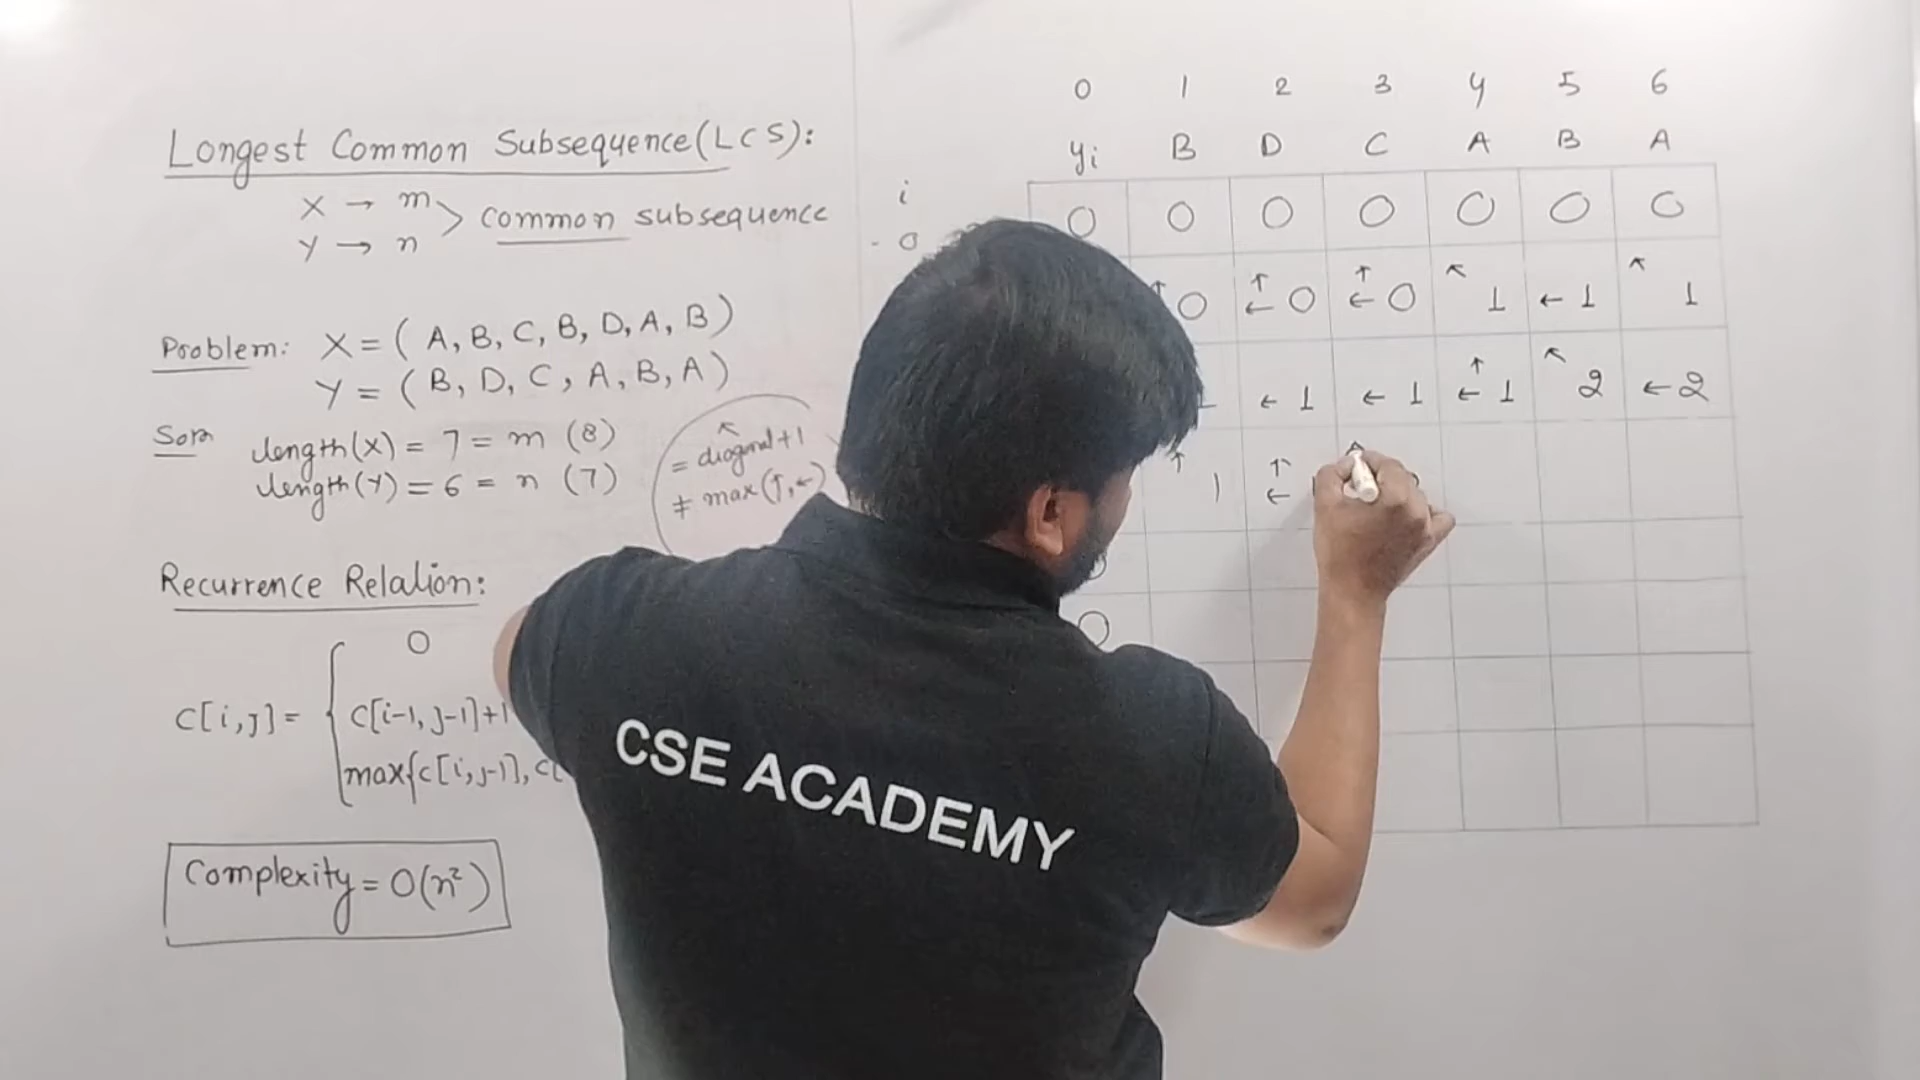 Longest Common Subsequence (LCS):
X → m
Y → n
> common subsequence
Problem: X = ( A, B, C, B, D, A, B )
Y = ( B, D, C, A, B, A )
Soln length(x) = 7 = m (8)
length(Y) = 6 = n (7)
↖
= diagonal+1
≠ max(↑,←)
Recurrence Relation:
0
c[i,j] = { c[i-1, j-1]+1
max{c[i,j-1], c[
Complexity = O(n²)
0 1 2 3 4 5 6
yi B D C A B A
i
0 0 0 0 0 0 0 0
↑ 0 ↑ ← 0 ↑ ← 0 ↖ 1 ← 1 ↖ 1
← 1 ← 1 ↑ ← 1 ↖ 2 ← 2
↑ 1 ↑ ←
0
CSE ACADEMY